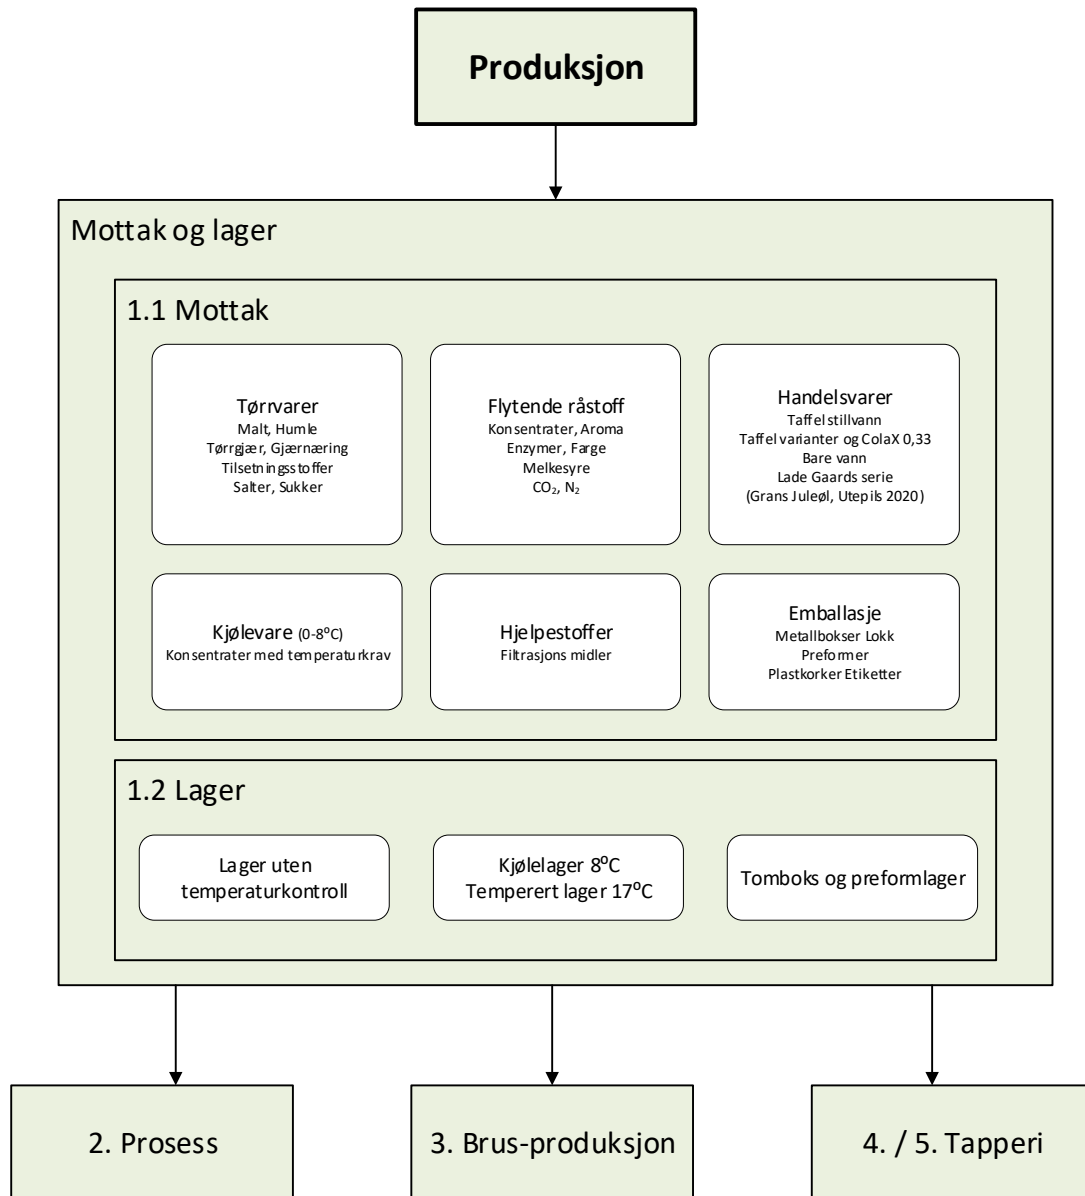 Produksjon
Mottak og lager
1.1 Mottak
Tørrvarer
Malt, Humle
Tørrgjær, Gjærnæring
Tilsetningsstoffer
Salter, Sukker
Flytende råstoff
Konsentrater, Aroma
Enzymer, Farge
Melkesyre
CO₂, N₂
Handelsvarer
Taffel stillvann
Taffel varianter og ColaX 0,33
Bare vann
Lade Gaards serie
(Grans Juleøl, Utepils 2020)
Kjølevare (0-8⁰C)
Konsentrater med temperaturkrav
Hjelpestoffer
Filtrasjons midler
Emballasje
Metallbokser Lokk
Preformer
Plastkorker Etiketter
1.2 Lager
Lager uten
temperaturkontroll
Kjølelager 8⁰C
Temperert lager 17⁰C
Tomboks og preformlager
2. Prosess
3. Brus-produksjon
4. / 5. Tapperi